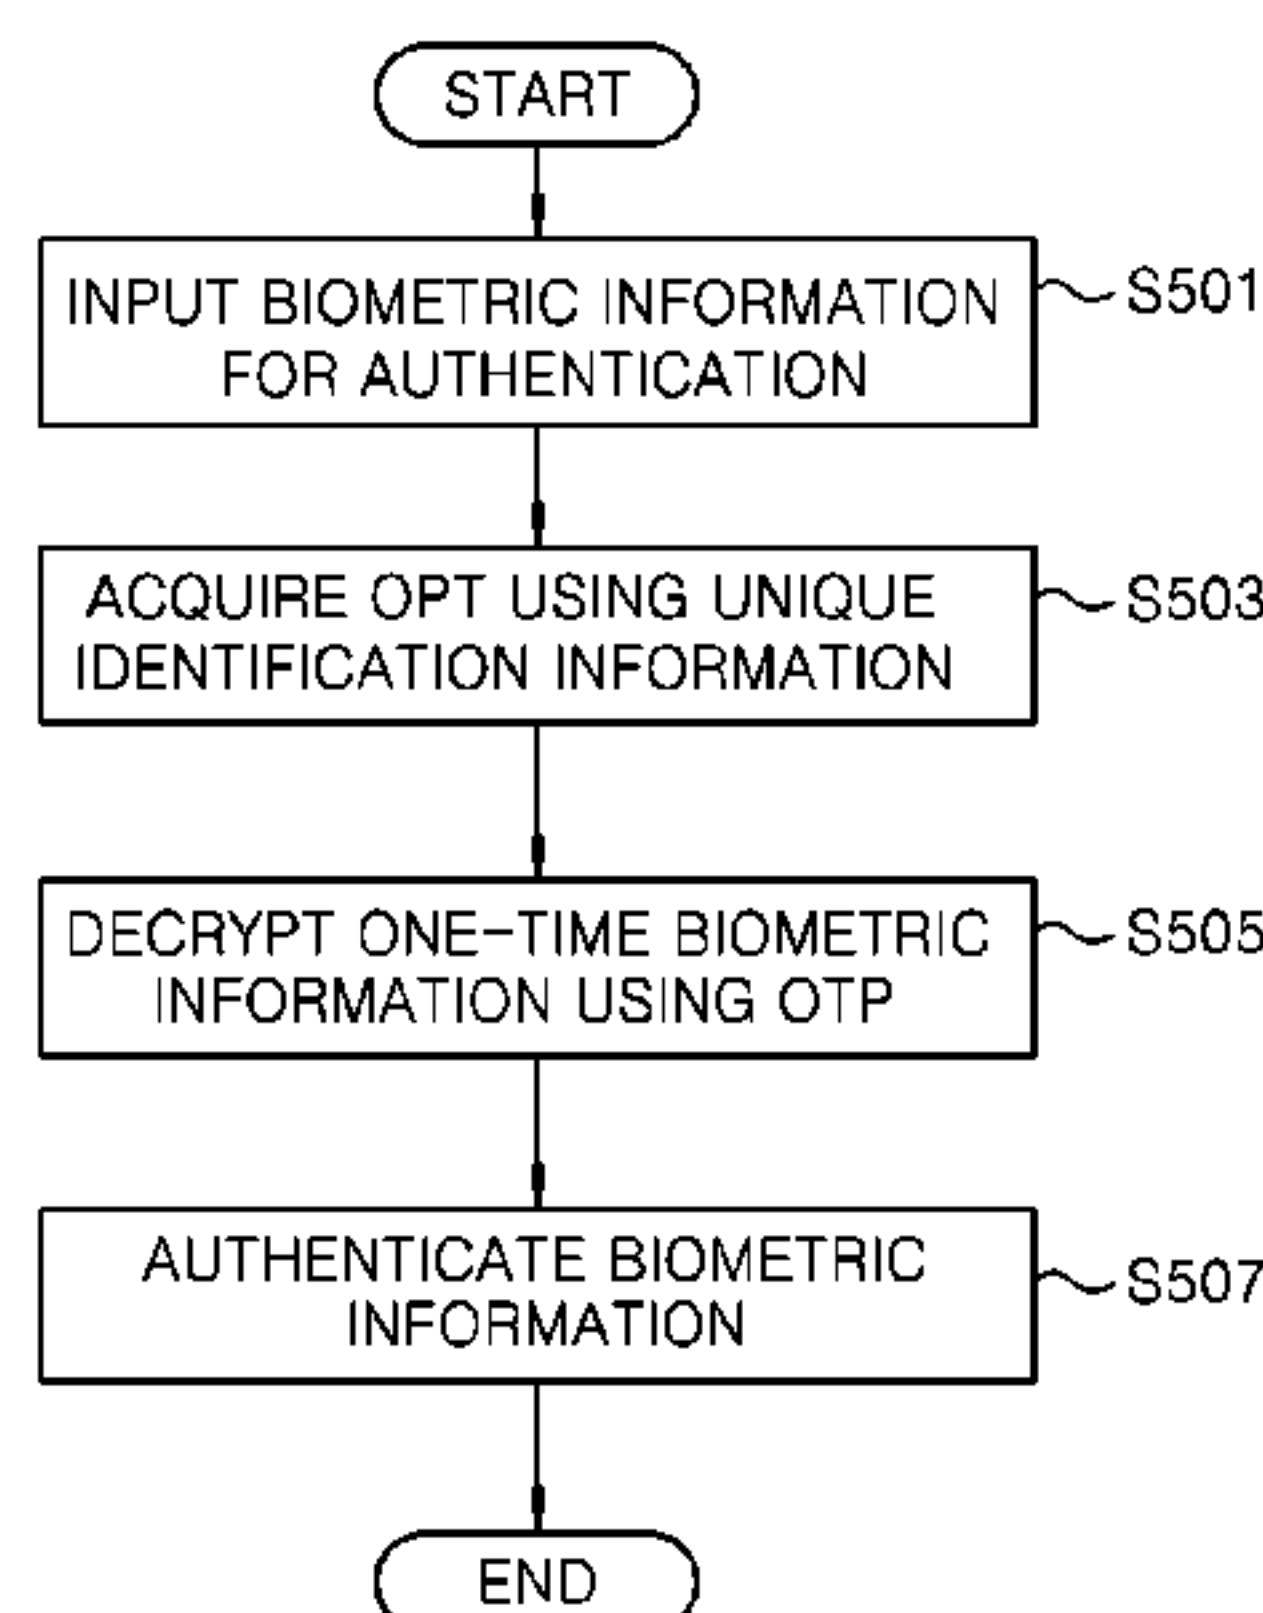 START
INPUT BIOMETRIC INFORMATION
FOR AUTHENTICATION
S501
ACQUIRE OPT USING UNIQUE
IDENTIFICATION INFORMATION
S503
DECRYPT ONE-TIME BIOMETRIC
INFORMATION USING OTP
S505
AUTHENTICATE BIOMETRIC
INFORMATION
S507
END